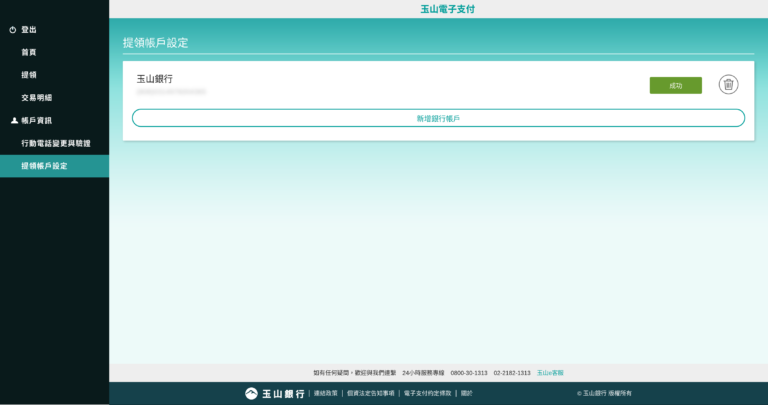 玉山電子支付
登出
首頁
提領
交易明細
帳戶資訊
行動電話變更與驗證
提領帳戶設定
提領帳戶設定
玉山銀行
成功
新增銀行帳戶
如有任何疑問，歡迎與我們連繫 24小時服務專線 0800-30-1313 02-2182-1313 玉山e客服
玉山銀行 | 連結政策 | 個資法定告知事項 | 電子支付約定條款 | 關於 © 玉山銀行 版權所有